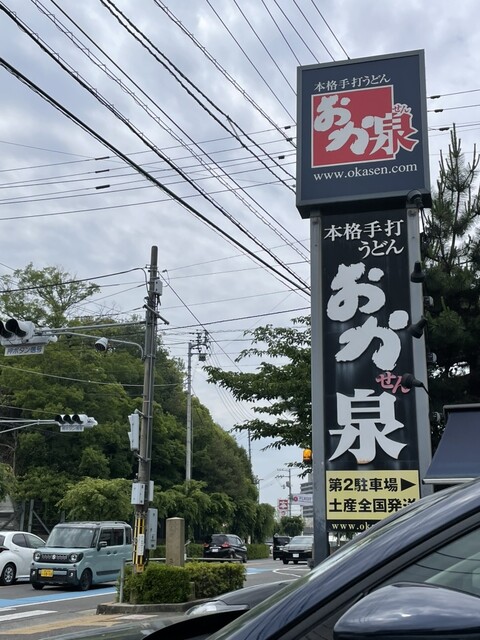 本格手打うどん
おか泉
せん
www.okasen.com
本格手打
うどん
おか
せん
泉
第2駐車場▶
土産全国発送